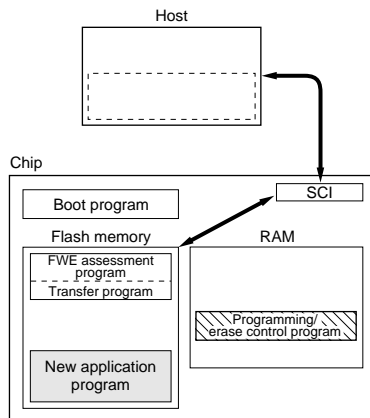 Host
Chip
SCI
Boot program
Flash memory
RAM
FWE assessment
program
Transfer program
Programming/
erase control program
New application
program